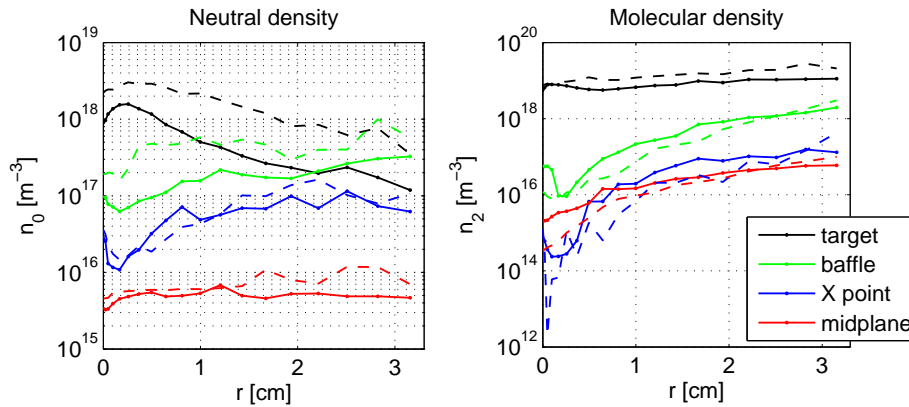 Neutral density
Molecular density
10^19
10^18
10^17
10^16
10^15
n_0 [m^−3]
0
1
2
3
r [cm]
10^20
10^18
10^16
10^14
10^12
n_2 [m^−3]
0
1
2
3
r [cm]
target
baffle
X point
midplane